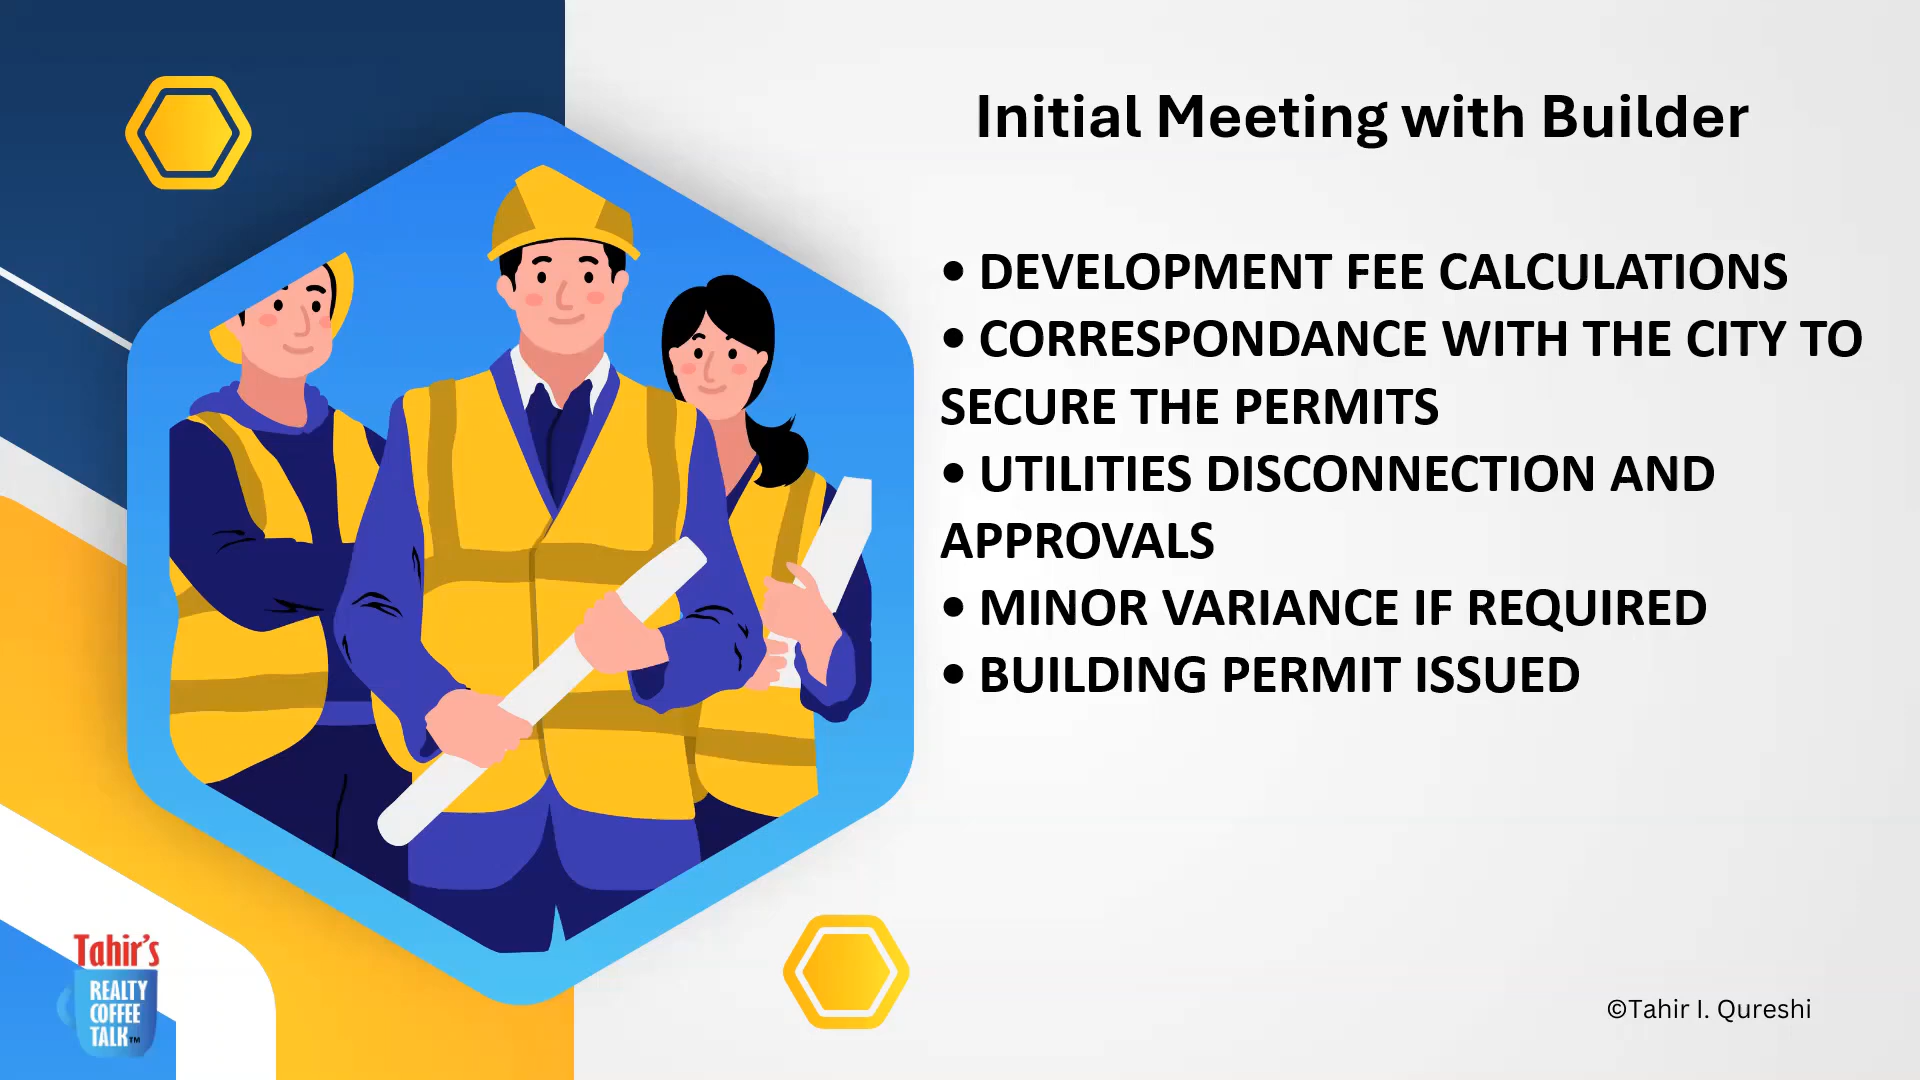 Initial Meeting with Builder
• DEVELOPMENT FEE CALCULATIONS
• CORRESPONDANCE WITH THE CITY TO
SECURE THE PERMITS
• UTILITIES DISCONNECTION AND
APPROVALS
• MINOR VARIANCE IF REQUIRED
• BUILDING PERMIT ISSUED
Tahir's
REALTY
COFFEE
TALK™
©Tahir I. Qureshi